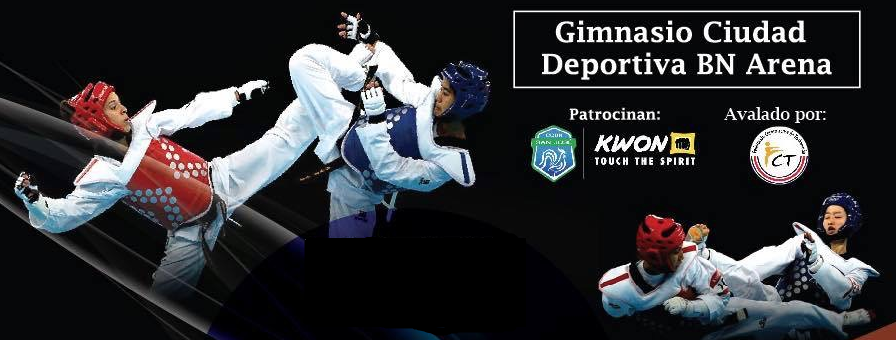 Gimnasio Ciudad
Deportiva BN Arena
Patrocinan:
Avalado por:
KWON
TOUCH THE SPIRIT
CT